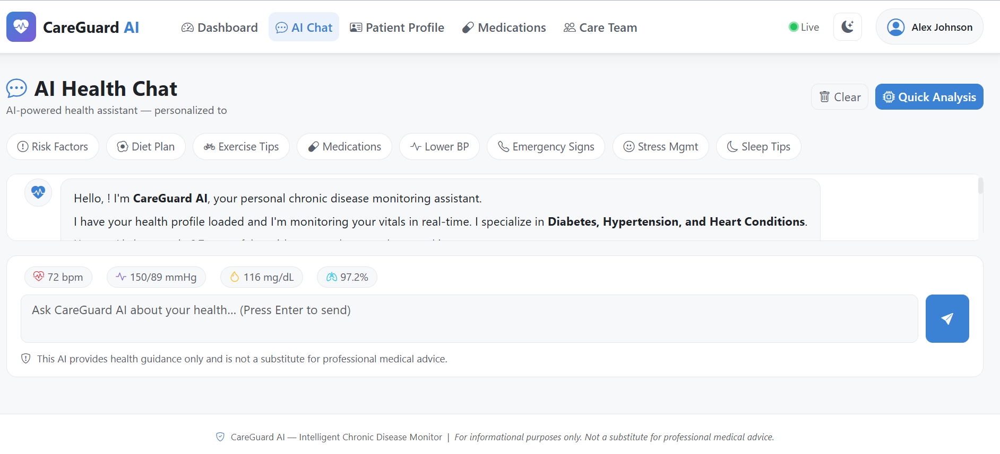 CareGuard AI
Dashboard
AI Chat
Patient Profile
Medications
Care Team
Live
Alex Johnson
AI Health Chat
AI-powered health assistant — personalized to
Clear
Quick Analysis
Risk Factors
Diet Plan
Exercise Tips
Medications
Lower BP
Emergency Signs
Stress Mgmt
Sleep Tips
Hello, ! I'm CareGuard AI, your personal chronic disease monitoring assistant.
I have your health profile loaded and I'm monitoring your vitals in real-time. I specialize in Diabetes, Hypertension, and Heart Conditions.
72 bpm
150/89 mmHg
116 mg/dL
97.2%
Ask CareGuard AI about your health... (Press Enter to send)
This AI provides health guidance only and is not a substitute for professional medical advice.
CareGuard AI — Intelligent Chronic Disease Monitor | For informational purposes only. Not a substitute for professional medical advice.